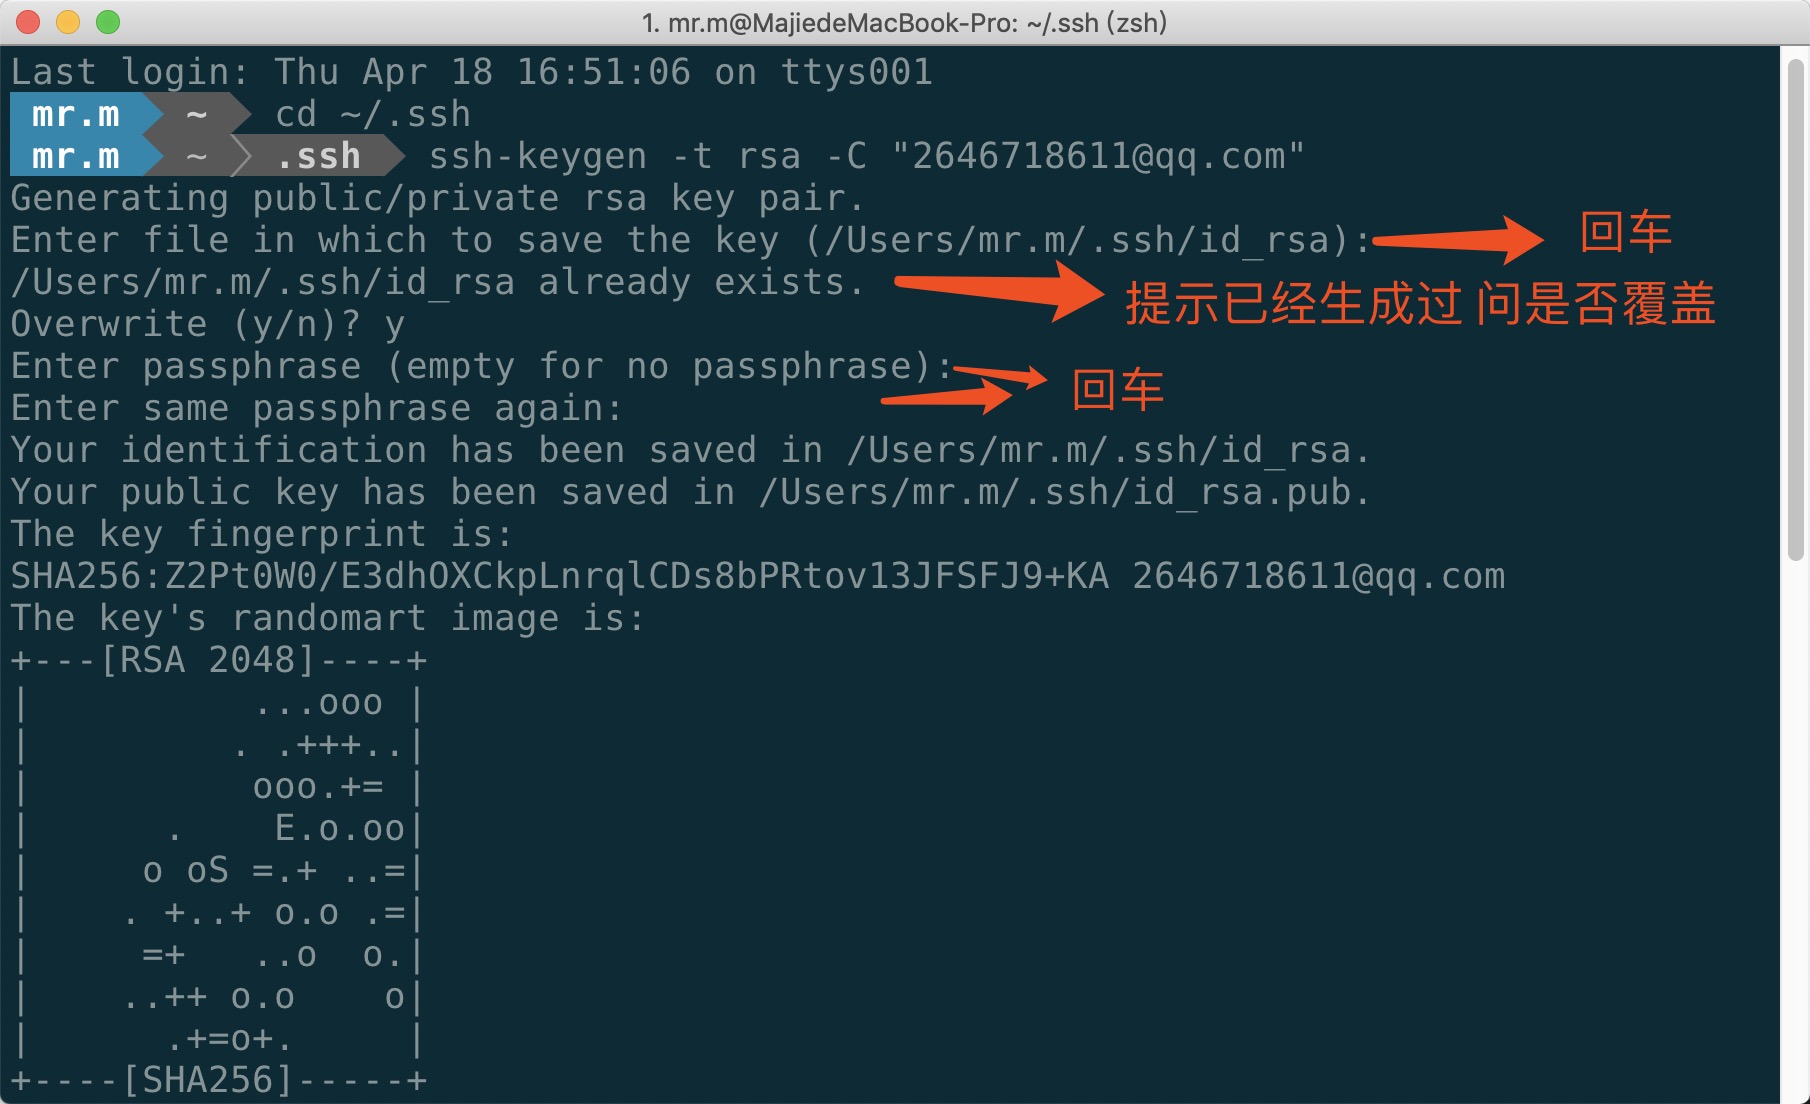 1. mr.m@MajiedeMacBook-Pro: ~/.ssh (zsh)
Last login: Thu Apr 18 16:51:06 on ttys001
mr.m ~ cd ~/.ssh
mr.m ~ .ssh ssh-keygen -t rsa -C "2646718611@qq.com"
Generating public/private rsa key pair.
Enter file in which to save the key (/Users/mr.m/.ssh/id_rsa): 回车
/Users/mr.m/.ssh/id_rsa already exists. 提示已经生成过 问是否覆盖
Overwrite (y/n)? y
Enter passphrase (empty for no passphrase): 回车
Enter same passphrase again:
Your identification has been saved in /Users/mr.m/.ssh/id_rsa.
Your public key has been saved in /Users/mr.m/.ssh/id_rsa.pub.
The key fingerprint is:
SHA256:Z2Pt0W0/E3dhOXCkpLnrqlCDs8bPRtov13JFSFJ9+KA 2646718611@qq.com
The key's randomart image is:
+---[RSA 2048]----+
|           ...ooo |
|          . .+++..|
|           ooo.+= |
|       .    E.o.oo|
|      o oS =.+ ..=|
|     . +..+ o.o .=|
|      =+   ..o  o.|
|     ..++ o.o    o|
|       .+=o+.     |
+----[SHA256]-----+